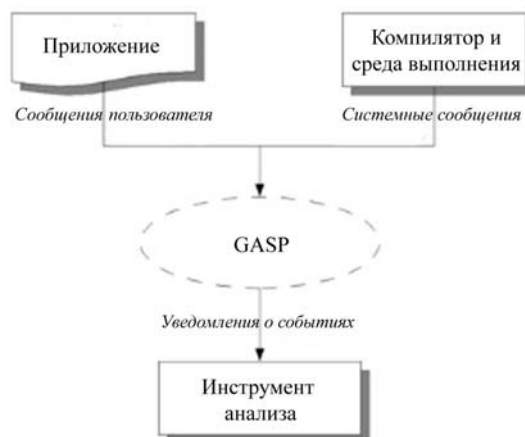 Приложение
Компилятор и
среда выполнения
Сообщения пользователя
Системные сообщения
GASP
Уведомления о событиях
Инструмент
анализа